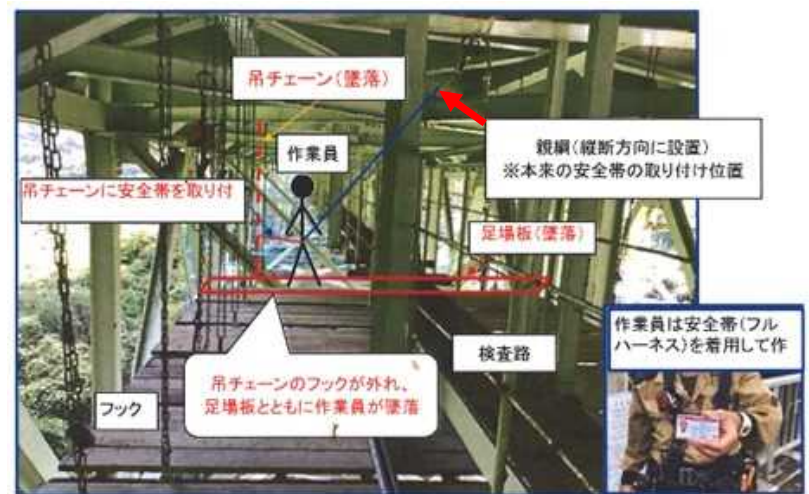 吊チェーン(墜落)
作業員
親綱(縦断方向に設置)
※本来の安全帯の取り付け位置
吊チェーンに安全帯を取り付
足場板(墜落)
作業員は安全帯(フル
ハーネス)を着用して作
検査路
吊チェーンのフックが外れ、
足場板とともに作業員が墜落
フック